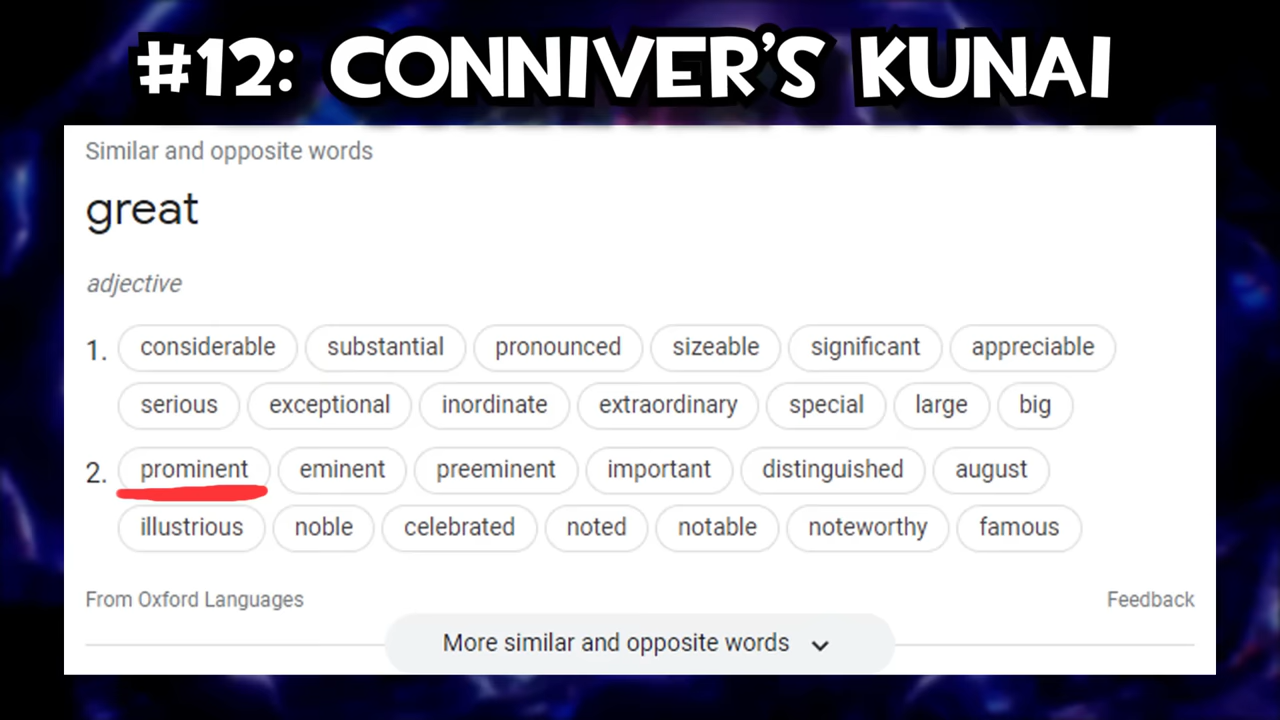 #12: CONNIVER'S KUNAI
Similar and opposite words
great
adjective
1. considerable substantial pronounced sizeable significant appreciable
serious exceptional inordinate extraordinary special large big
2. prominent eminent preeminent important distinguished august
illustrious noble celebrated noted notable noteworthy famous
From Oxford Languages Feedback
More similar and opposite words